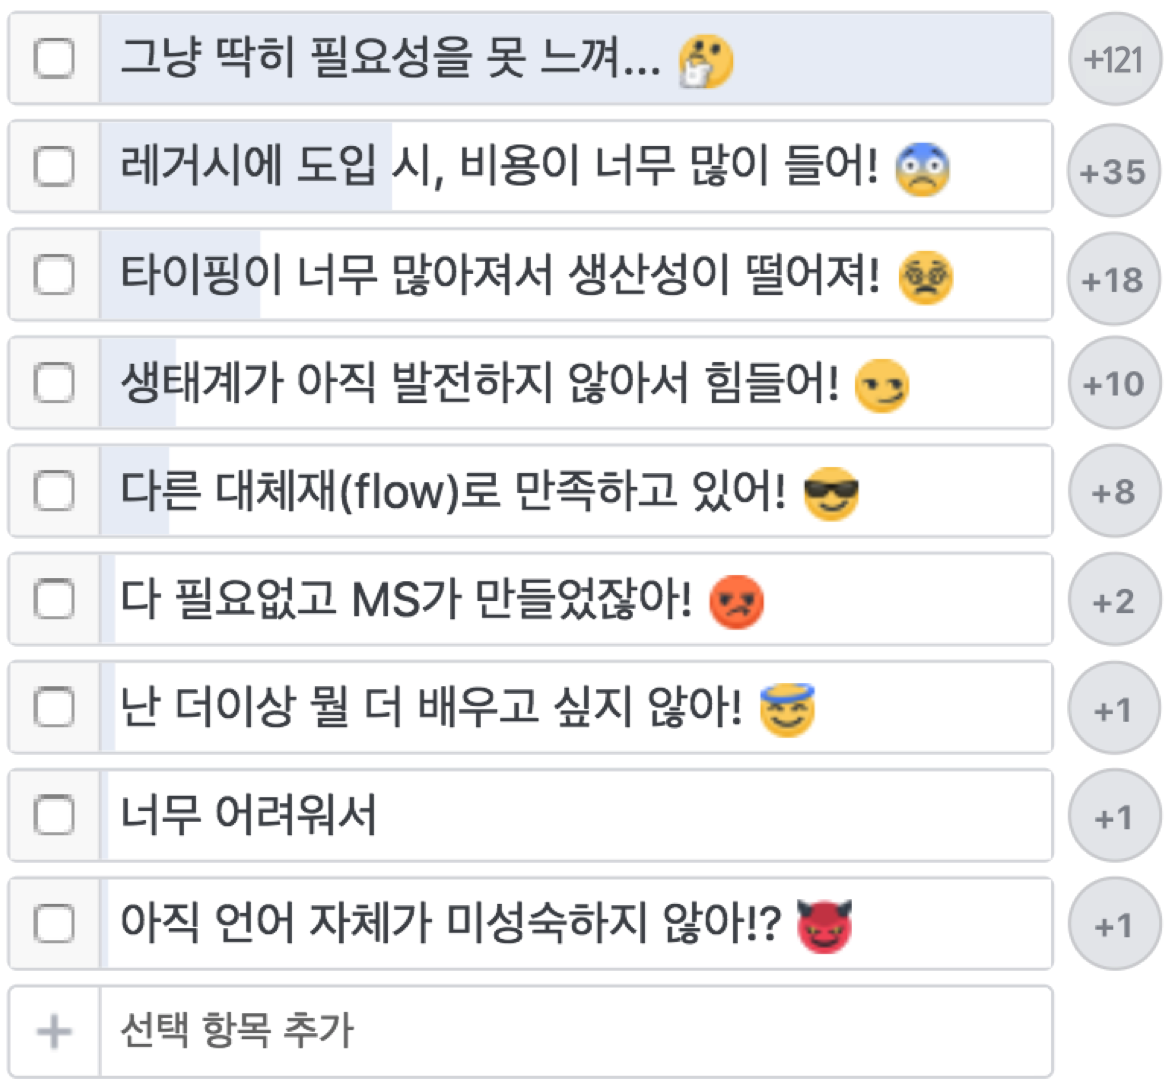 그냥 딱히 필요성을 못 느껴... 🤔 +121
레거시에 도입 시, 비용이 너무 많이 들어! 😨 +35
타이핑이 너무 많아져서 생산성이 떨어져! 😵 +18
생태계가 아직 발전하지 않아서 힘들어! 😏 +10
다른 대체재(flow)로 만족하고 있어! 😎 +8
다 필요없고 MS가 만들었잖아! 😡 +2
난 더이상 뭘 더 배우고 싶지 않아! 😇 +1
너무 어려워서 +1
아직 언어 자체가 미성숙하지 않아!? 😈 +1
선택 항목 추가